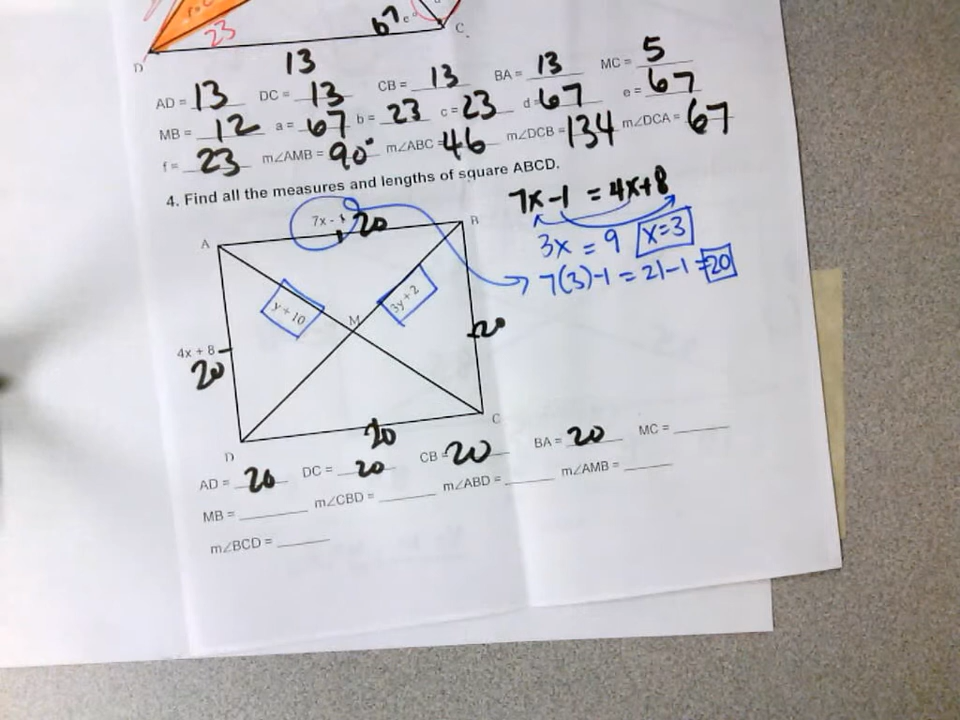 23
67 e°
D
C
13
AD = 13 DC = 13 CB = 13 BA = 13 MC = 5
MB = 12 a = 67 b = 23 c = 23 d = 67 e = 67
f = 23 m∠AMB = 90° m∠ABC = 46 m∠DCB = 134 m∠DCA = 67
4. Find all the measures and lengths of square ABCD.
7x - 1 = 4x + 8
3x = 9 x = 3
7(3) - 1 = 21 - 1 = 20
7x - 1 20
A
B
y + 10
3y + 2
M
4x + 8
20
20
20
D
C
AD = 20 DC = 20 CB = 20 BA = 20 MC =
MB = m∠CBD = m∠ABD = m∠AMB =
m∠BCD =